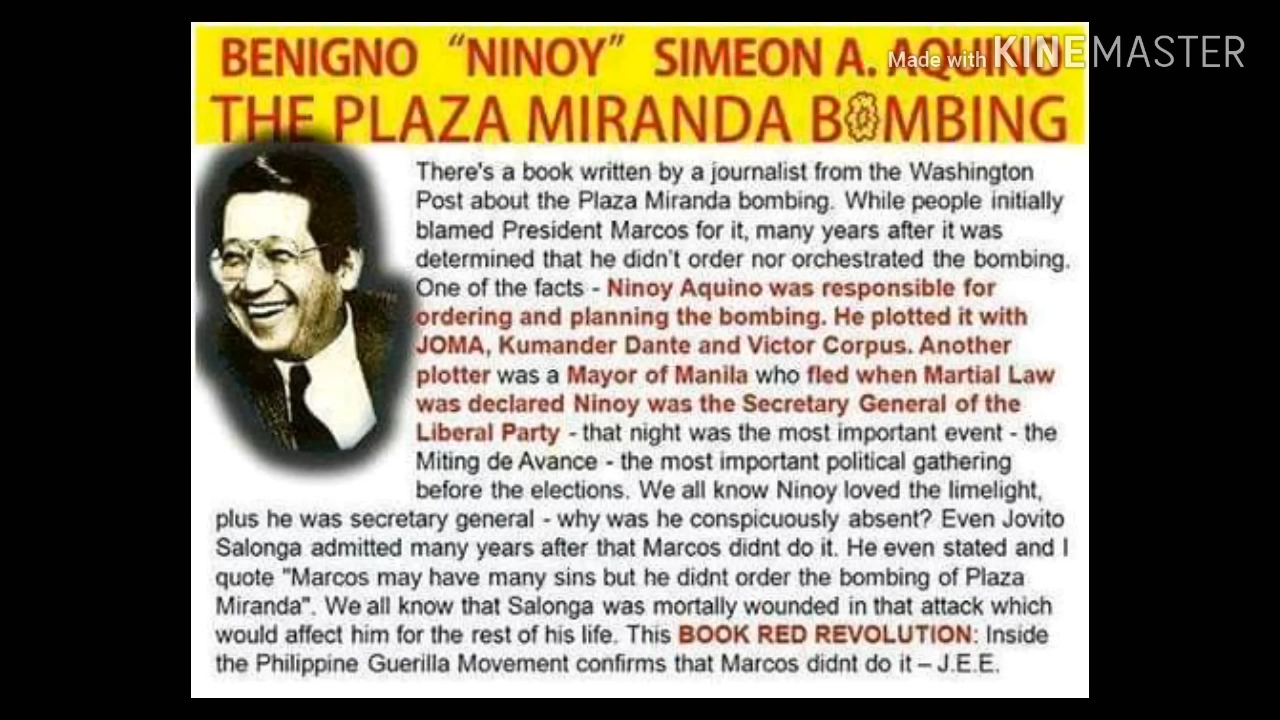 BENIGNO “NINOY” SIMEON A. AQUINO
Made with KINEMASTER
THE PLAZA MIRANDA BOMBING
There's a book written by a journalist from the Washington
Post about the Plaza Miranda bombing. While people initially
blamed President Marcos for it, many years after it was
determined that he didn't order nor orchestrated the bombing.
One of the facts - Ninoy Aquino was responsible for
ordering and planning the bombing. He plotted it with
JOMA, Kumander Dante and Victor Corpus. Another
plotter was a Mayor of Manila who fled when Martial Law
was declared Ninoy was the Secretary General of the
Liberal Party - that night was the most important event - the
Miting de Avance - the most important political gathering
before the elections. We all know Ninoy loved the limelight,
plus he was secretary general - why was he conspicuously absent? Even Jovito
Salonga admitted many years after that Marcos didnt do it. He even stated and I
quote "Marcos may have many sins but he didnt order the bombing of Plaza
Miranda". We all know that Salonga was mortally wounded in that attack which
would affect him for the rest of his life. This BOOK RED REVOLUTION: Inside
the Philippine Guerilla Movement confirms that Marcos didnt do it – J.E.E.